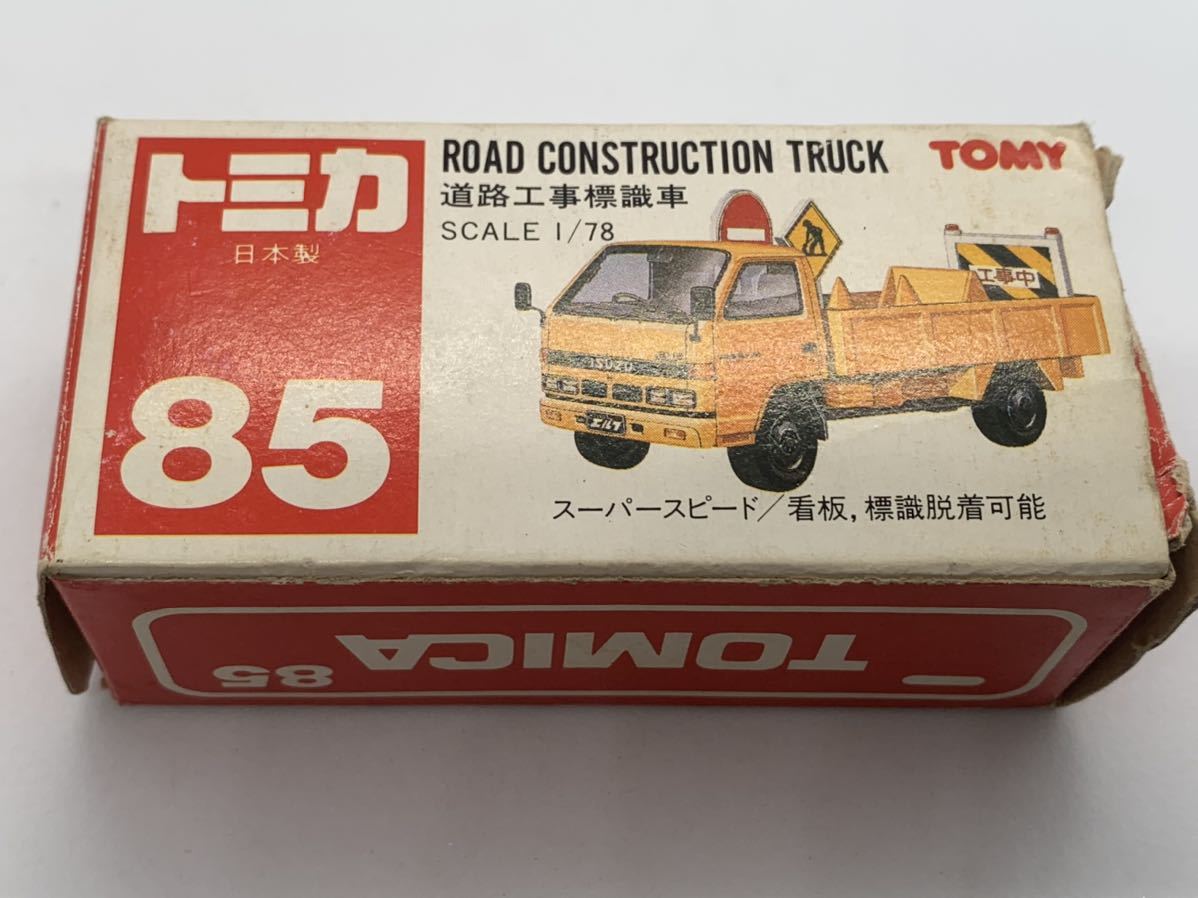 トミカ
日本製
85
ROAD CONSTRUCTION TRUCK
TOMY
道路工事標識車
SCALE 1/78
工事中
ISUZU
エルフ
スーパースピード/看板,標識脱着可能
TOMICA
85